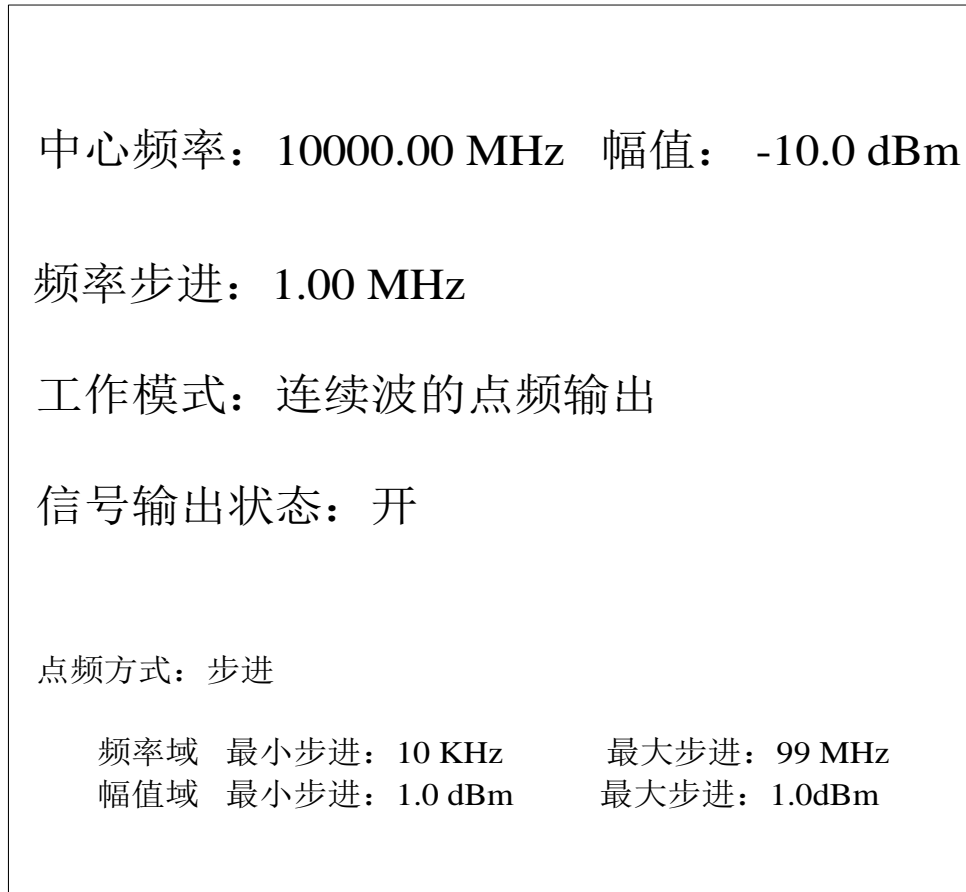 中心频率：10000.00 MHz 幅值： -10.0 dBm
频率步进：1.00 MHz
工作模式：连续波的点频输出
信号输出状态：开
点频方式：步进
频率域 最小步进：10 KHz 最大步进：99 MHz
幅值域 最小步进：1.0 dBm 最大步进：1.0dBm